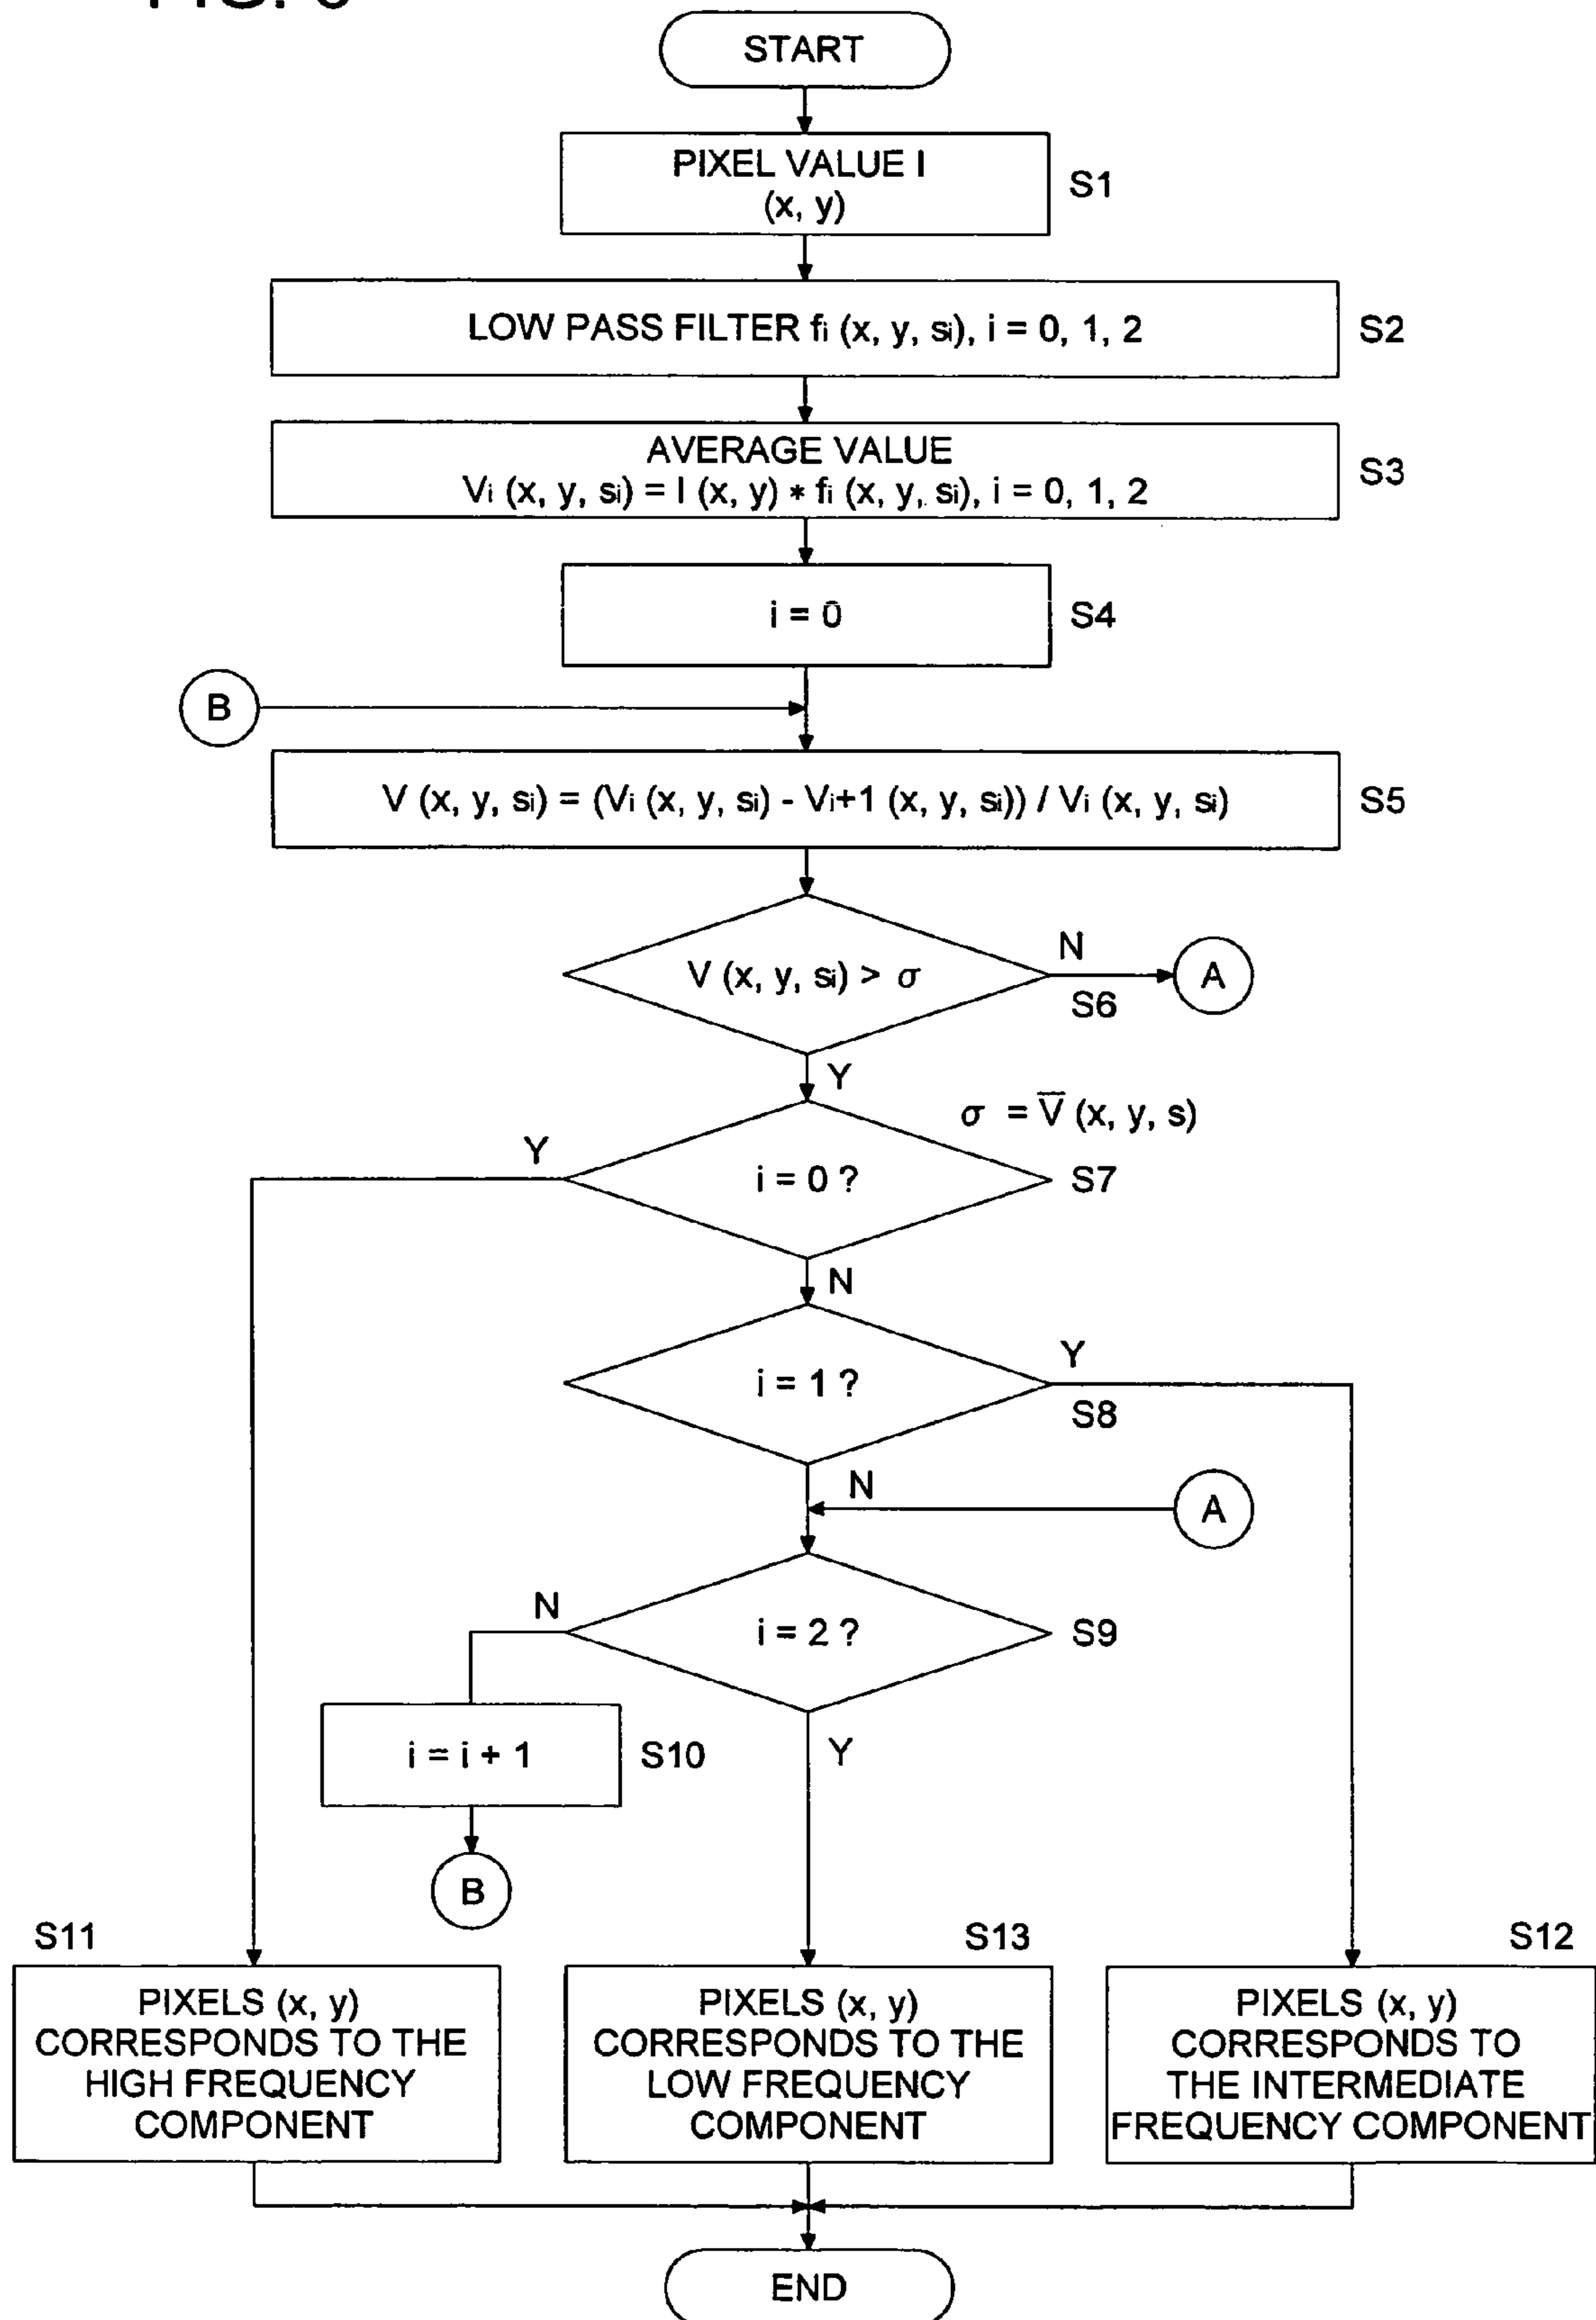 START
PIXEL VALUE I
(x, y)
S1
LOW PASS FILTER fi (x, y, si), i = 0, 1, 2
S2
AVERAGE VALUE
Vi (x, y, si) = I (x, y) * fi (x, y, si), i = 0, 1, 2
S3
i = 0
S4
B
V (x, y, si) = (Vi (x, y, si) - Vi+1 (x, y, si)) / Vi (x, y, si)
S5
V (x, y, si) > σ
N
S6
A
Y
σ = V̅ (x, y, s)
Y
i = 0 ?
S7
N
i = 1 ?
Y
S8
N
A
N
i = 2 ?
S9
i = i + 1
S10
Y
B
S11
S13
S12
PIXELS (x, y)
CORRESPONDS TO THE
HIGH FREQUENCY
COMPONENT
PIXELS (x, y)
CORRESPONDS TO THE
LOW FREQUENCY
COMPONENT
PIXELS (x, y)
CORRESPONDS TO
THE INTERMEDIATE
FREQUENCY COMPONENT
END